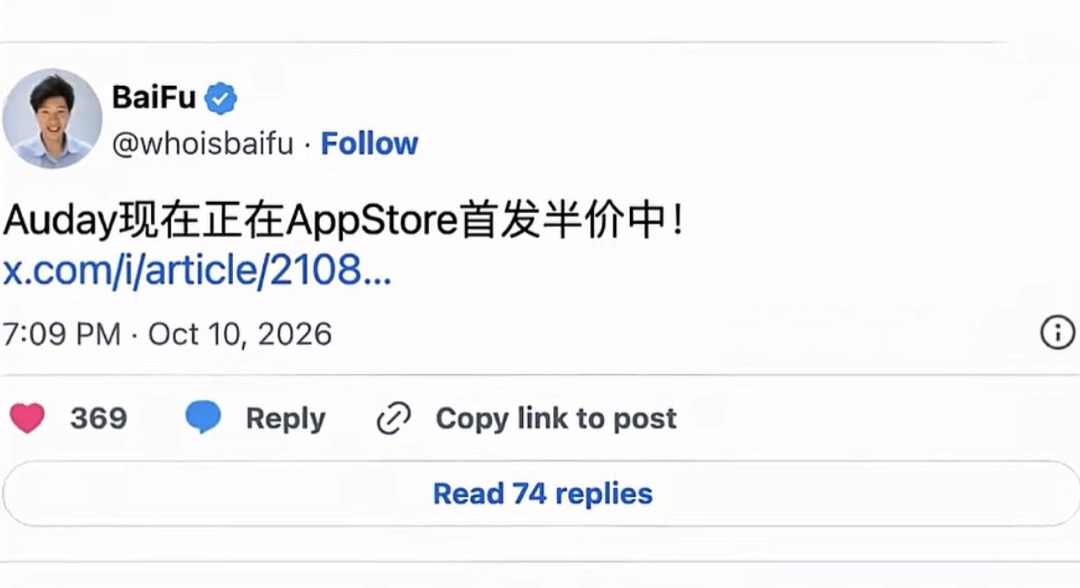 BaiFu
@whoisbaifu · Follow
Auday现在正在AppStore首发半价中！
x.com/i/article/2108...
7:09 PM · Oct 10, 2026
369 Reply Copy link to post
Read 74 replies